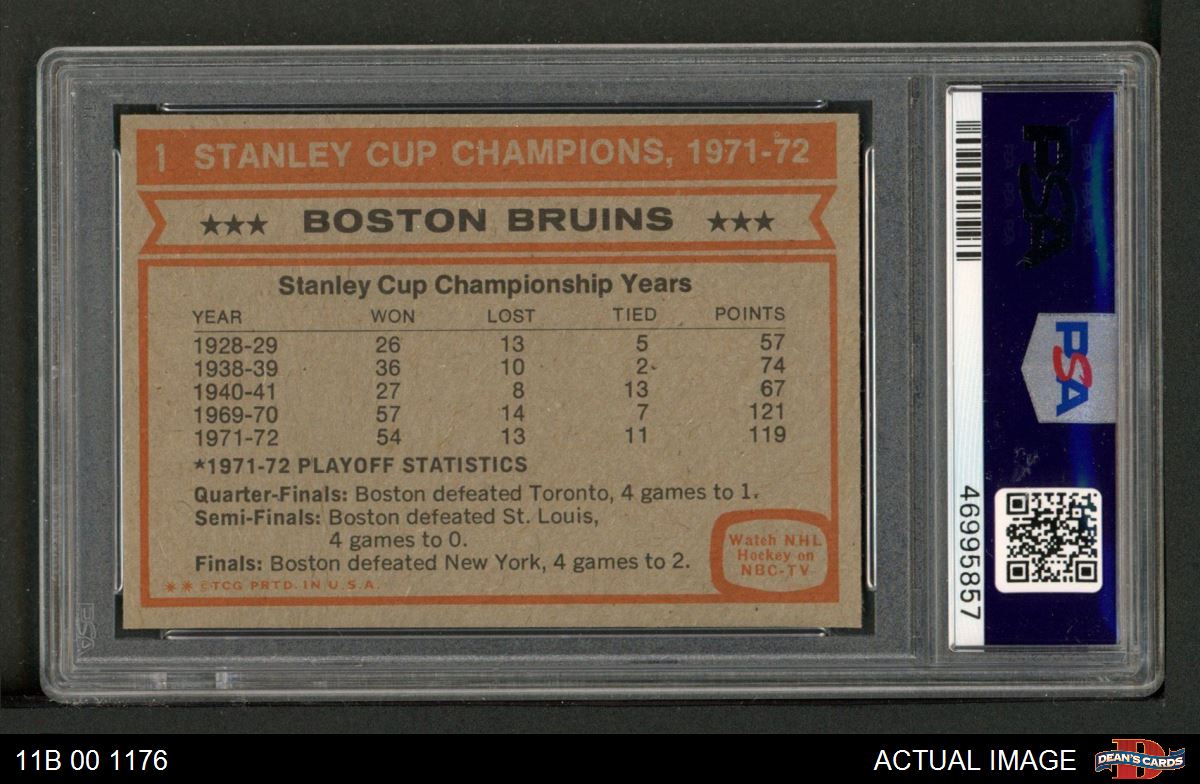 1 STANLEY CUP CHAMPIONS, 1971-72
★★★ BOSTON BRUINS ★★★
Stanley Cup Championship Years
YEAR WON LOST TIED POINTS
1928-29 26 13 5 57
1938-39 36 10 2 74
1940-41 27 8 13 67
1969-70 57 14 7 121
1971-72 54 13 11 119
*1971-72 PLAYOFF STATISTICS
Quarter-Finals: Boston defeated Toronto, 4 games to 1.
Semi-Finals: Boston defeated St. Louis,
4 games to 0.
Finals: Boston defeated New York, 4 games to 2.
** ©TCG PRTD. IN U.S.A.
Watch NHL
Hockey on
NBC-TV
PSA
PSA
46995857
PSA
11B 00 1176
ACTUAL IMAGE
D
DEAN'S CARDS